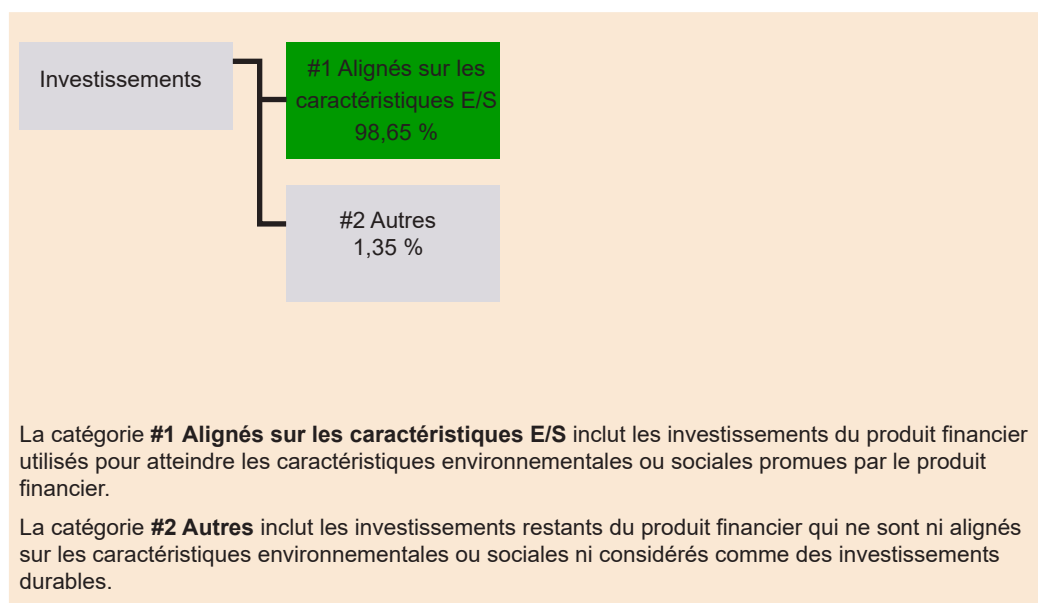 Investissements
#1 Alignés sur les
caractéristiques E/S
98,65 %
#2 Autres
1,35 %
La catégorie #1 Alignés sur les caractéristiques E/S inclut les investissements du produit financier
utilisés pour atteindre les caractéristiques environnementales ou sociales promues par le produit
financier.
La catégorie #2 Autres inclut les investissements restants du produit financier qui ne sont ni alignés
sur les caractéristiques environnementales ou sociales ni considérés comme des investissements
durables.